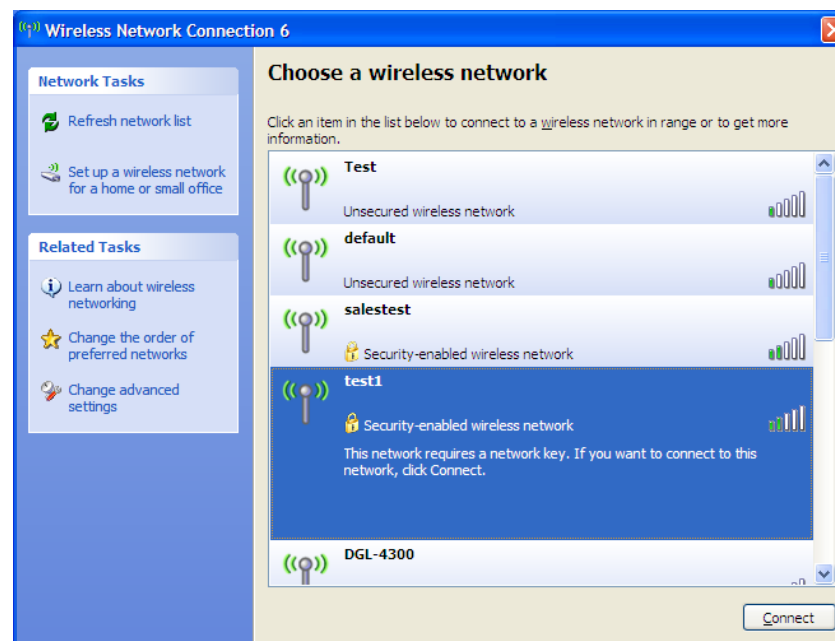 Wireless Network Connection 6
Network Tasks
Refresh network list
Set up a wireless network
for a home or small office
Related Tasks
Learn about wireless
networking
Change the order of
preferred networks
Change advanced
settings
Choose a wireless network
Click an item in the list below to connect to a wireless network in range or to get more
information.
Test
Unsecured wireless network
default
Unsecured wireless network
salestest
Security-enabled wireless network
test1
Security-enabled wireless network
This network requires a network key. If you want to connect to this
network, click Connect.
DGL-4300
Connect